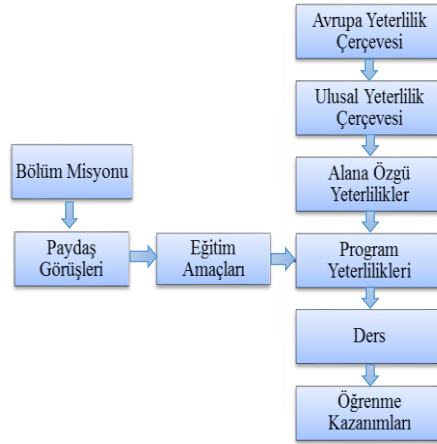 Avrupa Yeterlilik
Çerçevesi
Ulusal Yeterlilik
Çerçevesi
Alana Özgü
Yeterlilikler
Bölüm Misyonu
Paydaş
Görüşleri
Eğitim
Amaçları
Program
Yeterlilikleri
Ders
Öğrenme
Kazanımları